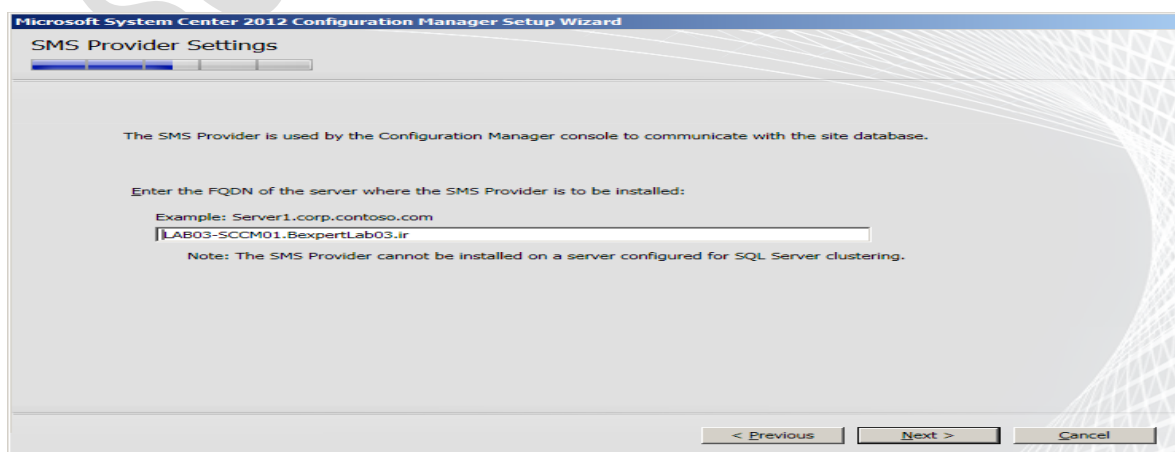 Microsoft System Center 2012 Configuration Manager Setup Wizard
SMS Provider Settings
The SMS Provider is used by the Configuration Manager console to communicate with the site database.
Enter the FQDN of the server where the SMS Provider is to be installed:
Example: Server1.corp.contoso.com
LAB03-SCCM01.BexpertLab03.ir
Note: The SMS Provider cannot be installed on a server configured for SQL Server clustering.
< Previous
Next >
Cancel